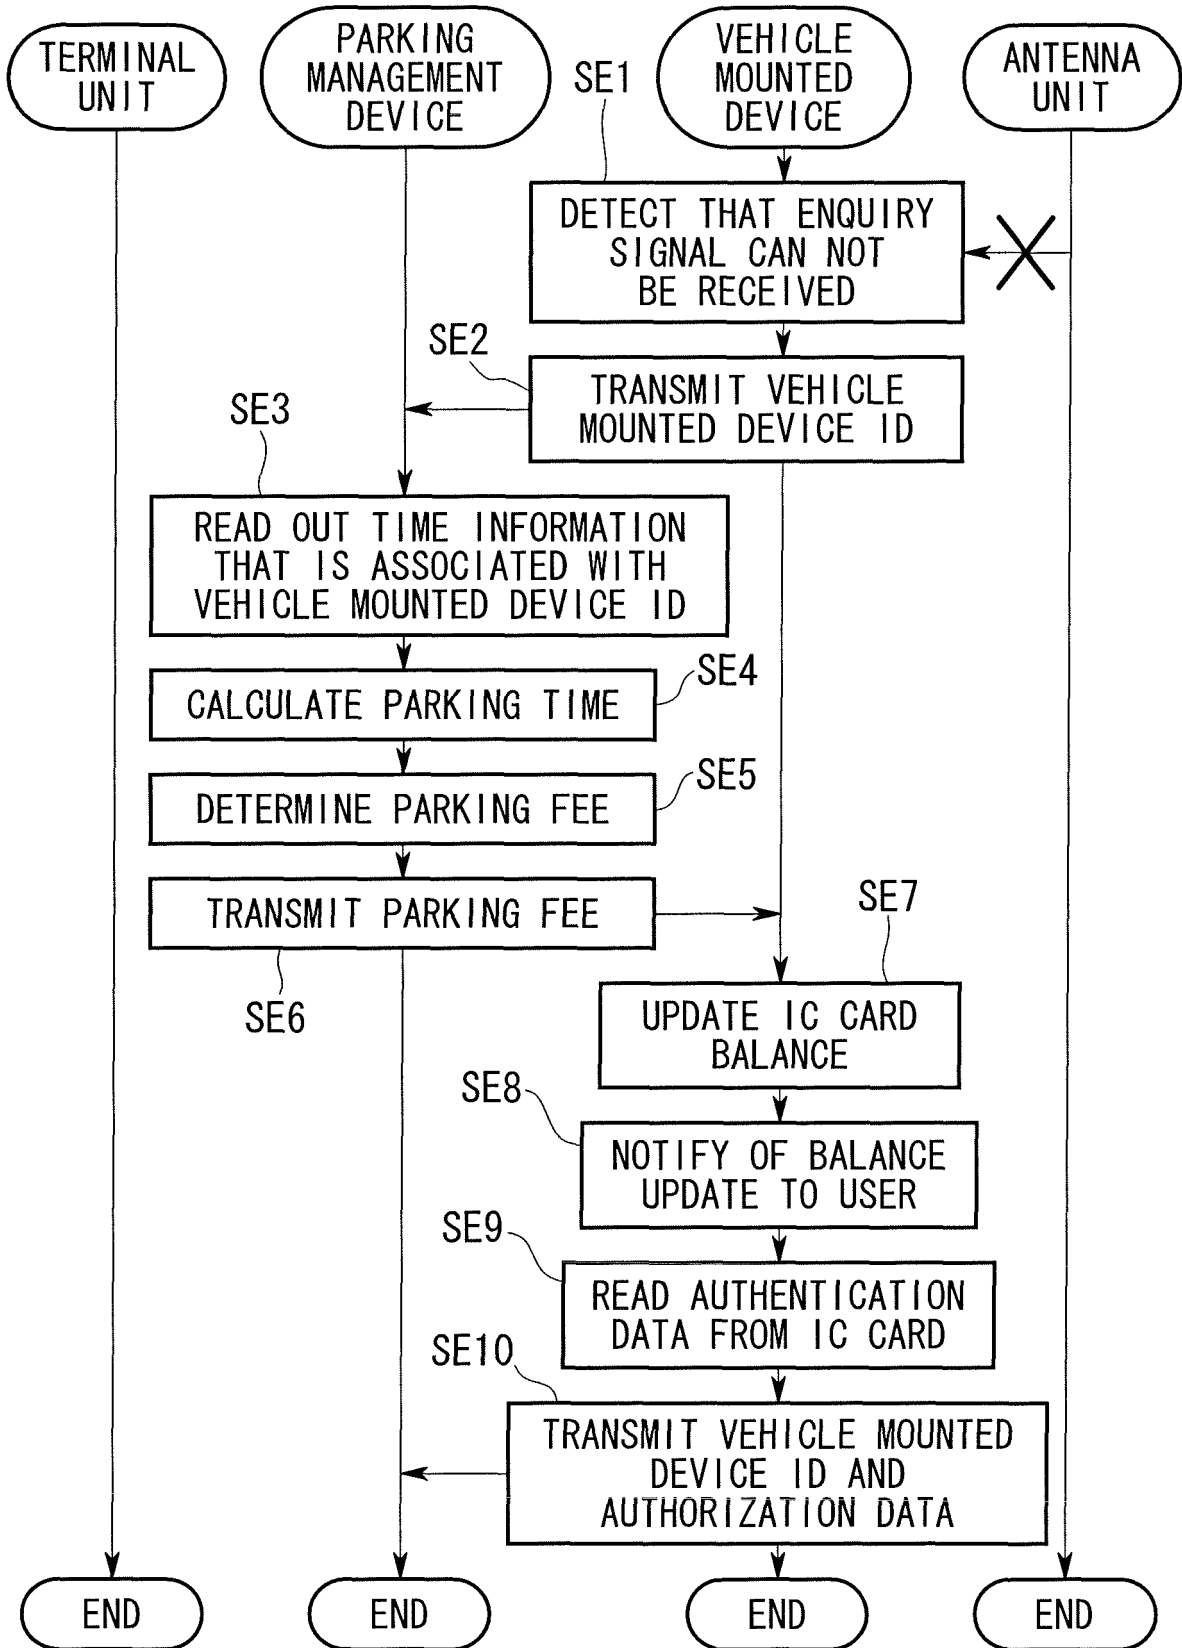 TERMINAL
UNIT
PARKING
MANAGEMENT
DEVICE
VEHICLE
MOUNTED
DEVICE
ANTENNA
UNIT
SE1
DETECT THAT ENQUIRY
SIGNAL CAN NOT
BE RECEIVED
SE2
TRANSMIT VEHICLE
MOUNTED DEVICE ID
SE3
READ OUT TIME INFORMATION
THAT IS ASSOCIATED WITH
VEHICLE MOUNTED DEVICE ID
SE4
CALCULATE PARKING TIME
SE5
DETERMINE PARKING FEE
TRANSMIT PARKING FEE
SE6
SE7
UPDATE IC CARD
BALANCE
SE8
NOTIFY OF BALANCE
UPDATE TO USER
SE9
READ AUTHENTICATION
DATA FROM IC CARD
SE10
TRANSMIT VEHICLE MOUNTED
DEVICE ID AND
AUTHORIZATION DATA
END
END
END
END